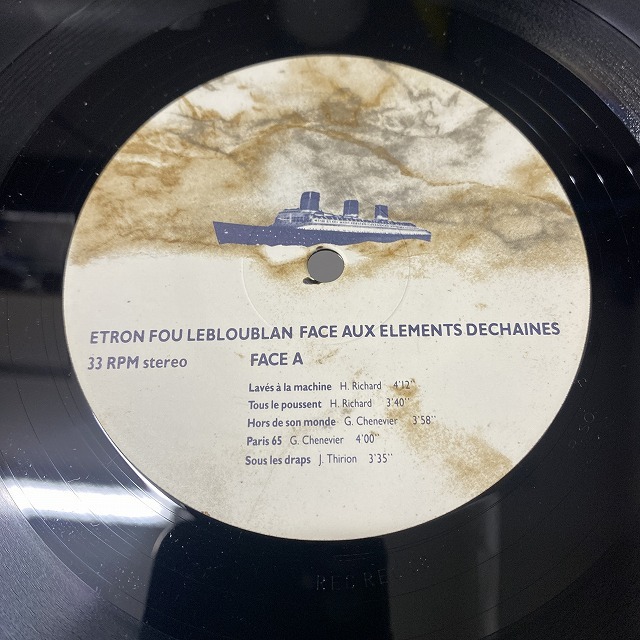 ETRON FOU LEBLOUBLAN FACE AUX ELEMENTS DECHAINES
33 RPM stereo FACE A
Lavés à la machine H. Richard 4'12''
Tous le poussent H. Richard 3'40''
Hors de son monde G. Chenevier 3'58''
Paris 65 G. Chenevier 4'00''
Sous les draps J. Thirion 3'35''